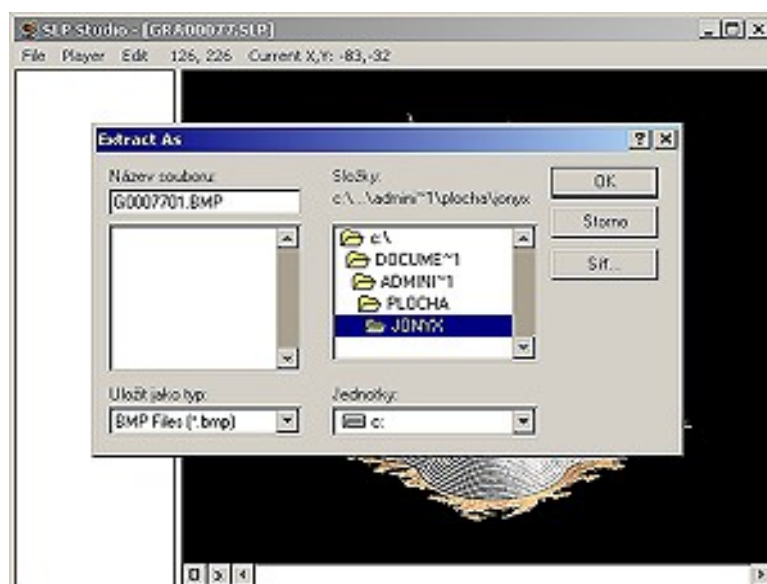 SLP Studio - [GRA00077.SLP]
File Player Edit 126, 226 Current X,Y: -83,-32
Extract As
Název souboru:
G0007701.BMP
Složky:
c:\...\admini~1\plocha\jonyx
c:\
DOCUME~1
ADMINI~1
PLOCHA
JONYX
OK
Storno
Síť...
Uložit jako typ:
BMP Files (*.bmp)
Jednotky:
c: